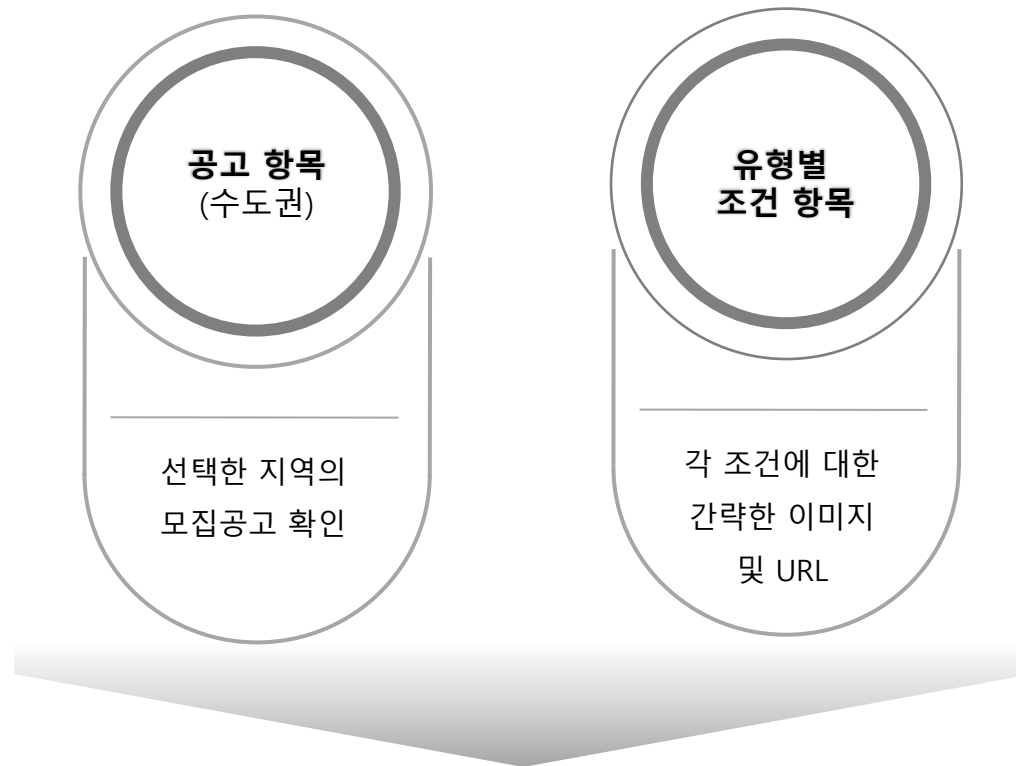 공고 항목
(수도권)
선택한 지역의
모집공고 확인
유형별
조건 항목
각 조건에 대한
간략한 이미지
및 URL